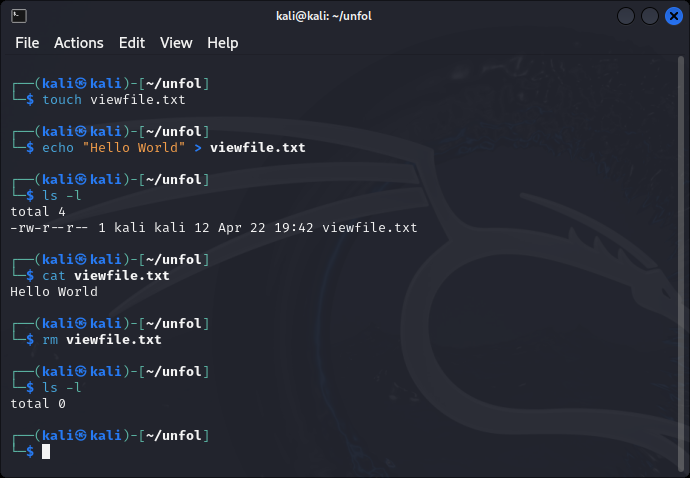 kali@kali: ~/unfol
File Actions Edit View Help
┌──(kali㉿kali)-[~/unfol]
└─$ touch viewfile.txt
┌──(kali㉿kali)-[~/unfol]
└─$ echo "Hello World" > viewfile.txt
┌──(kali㉿kali)-[~/unfol]
└─$ ls -l
total 4
-rw-r--r-- 1 kali kali 12 Apr 22 19:42 viewfile.txt
┌──(kali㉿kali)-[~/unfol]
└─$ cat viewfile.txt
Hello World
┌──(kali㉿kali)-[~/unfol]
└─$ rm viewfile.txt
┌──(kali㉿kali)-[~/unfol]
└─$ ls -l
total 0
┌──(kali㉿kali)-[~/unfol]
└─$